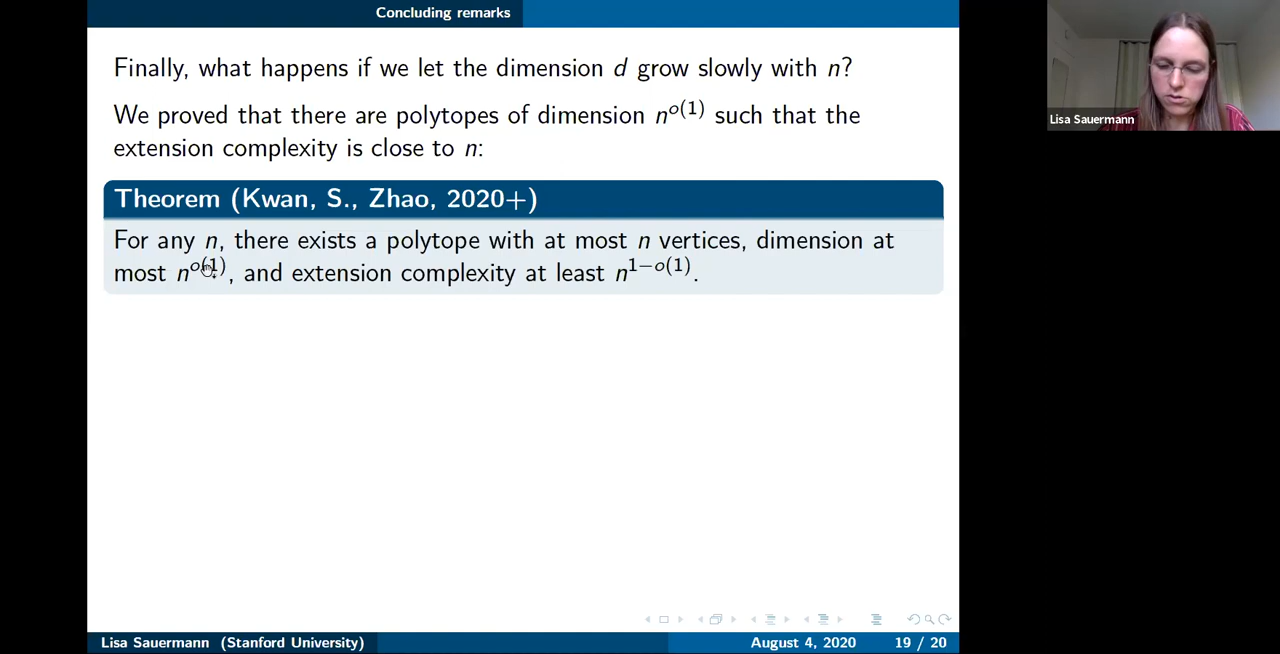 Concluding remarks
Finally, what happens if we let the dimension d grow slowly with n?
We proved that there are polytopes of dimension n^{o(1)} such that the
extension complexity is close to n:
Theorem (Kwan, S., Zhao, 2020+)
For any n, there exists a polytope with at most n vertices, dimension at
most n^{o(1)}, and extension complexity at least n^{1−o(1)}.
Lisa Sauermann (Stanford University)
August 4, 2020
19 / 20
Lisa Sauermann